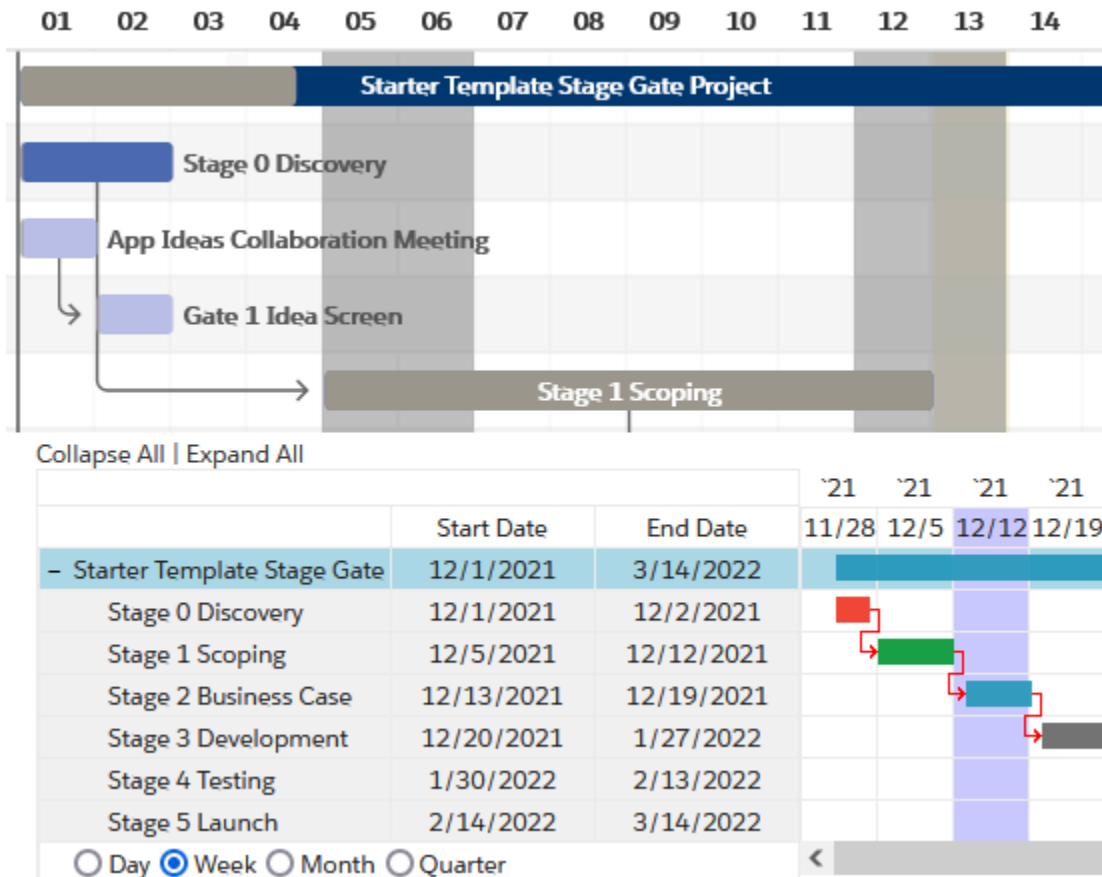 01 02 03 04 05 06 07 08 09 10 11 12 13 14
Starter Template Stage Gate Project
Stage 0 Discovery
App Ideas Collaboration Meeting
Gate 1 Idea Screen
Stage 1 Scoping
Collapse All | Expand All
`21 `21 `21 `21
Start Date End Date 11/28 12/5 12/12 12/19
– Starter Template Stage Gate 12/1/2021 3/14/2022
Stage 0 Discovery 12/1/2021 12/2/2021
Stage 1 Scoping 12/5/2021 12/12/2021
Stage 2 Business Case 12/13/2021 12/19/2021
Stage 3 Development 12/20/2021 1/27/2022
Stage 4 Testing 1/30/2022 2/13/2022
Stage 5 Launch 2/14/2022 3/14/2022
Day Week Month Quarter